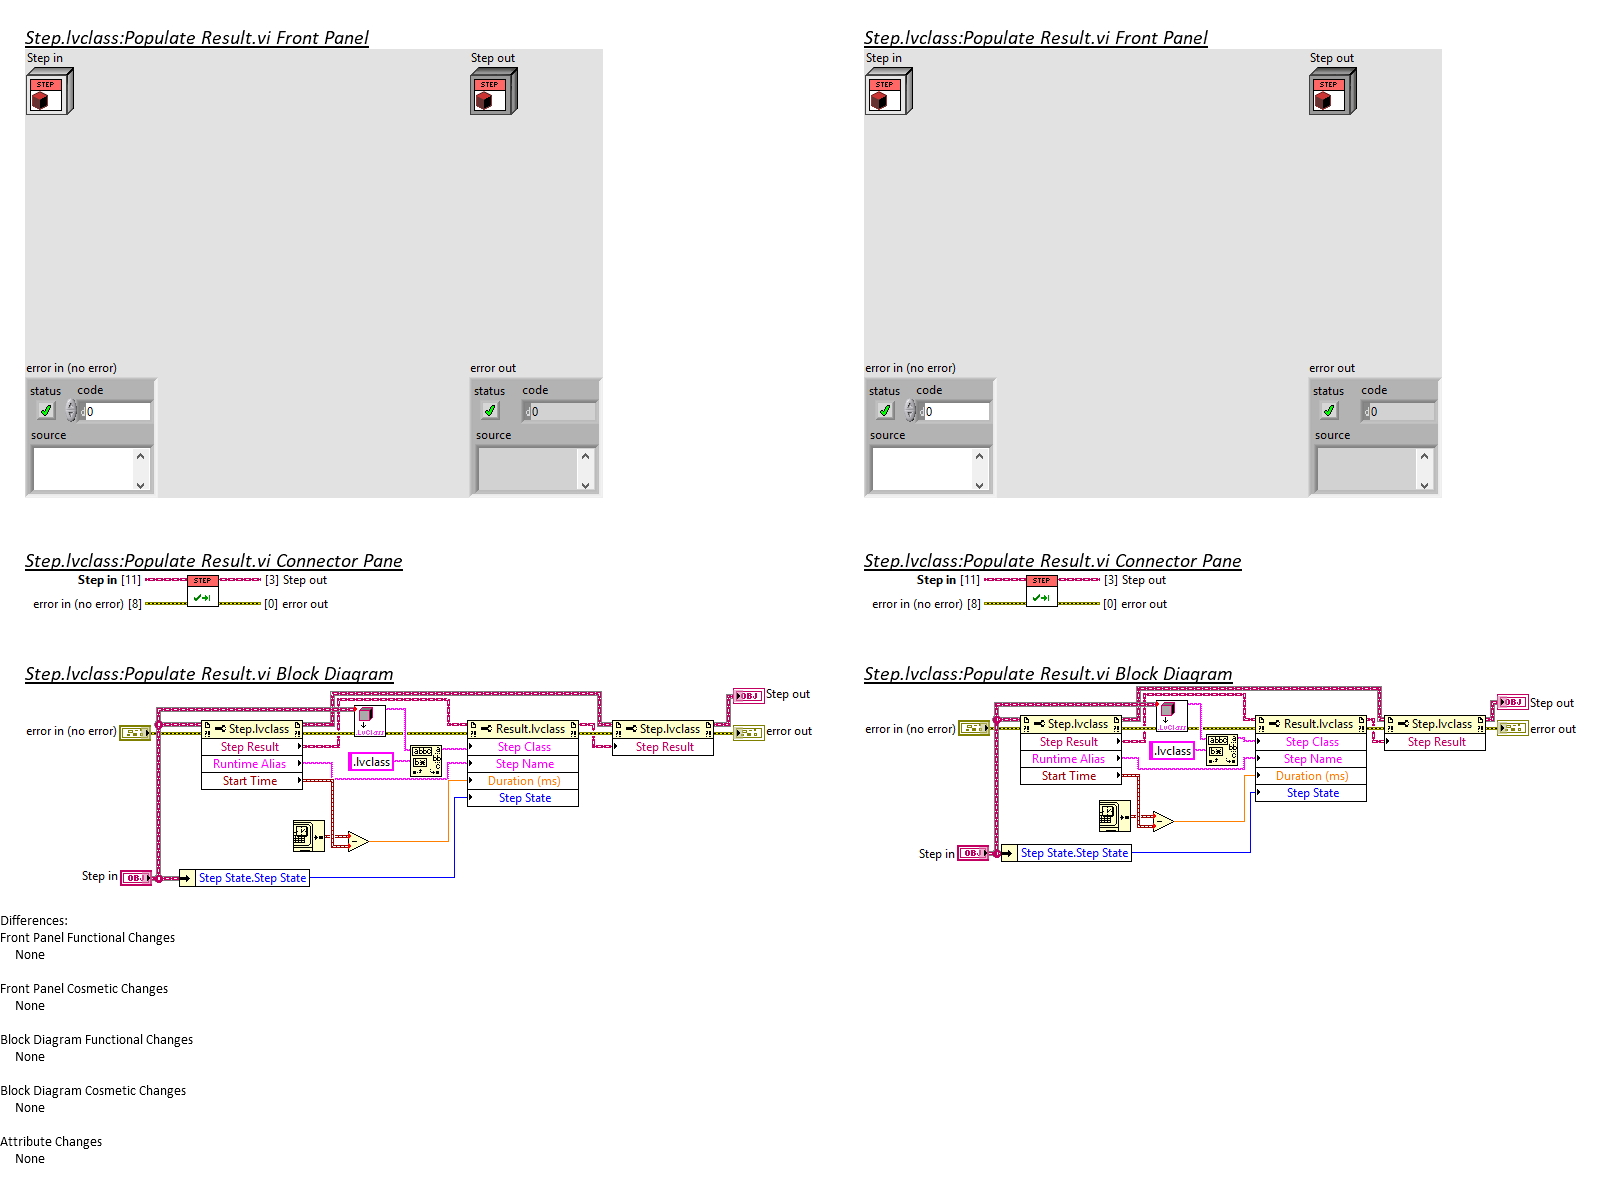 Step.lvclass:Populate Result.vi Front Panel
Step in
Step out
STEP
STEP
error in (no error)
error out
status code
0
source
status code
d0
source
Step.lvclass:Populate Result.vi Front Panel
Step in
Step out
STEP
STEP
error in (no error)
error out
status code
0
source
status code
d0
source
Step.lvclass:Populate Result.vi Connector Pane
Step in [11]
STEP
[3] Step out
error in (no error) [8]
[0] error out
Step.lvclass:Populate Result.vi Connector Pane
Step in [11]
STEP
[3] Step out
error in (no error) [8]
[0] error out
Step.lvclass:Populate Result.vi Block Diagram
OBJ Step out
error in (no error)
Step.lvclass
LvClass
Result.lvclass
Step.lvclass
error out
Step Result
Step Class
Step Result
Runtime Alias
.lvclass
Step Name
Start Time
Duration (ms)
Step State
Step in OBJ
Step State.Step State
Step.lvclass:Populate Result.vi Block Diagram
OBJ Step out
error in (no error)
Step.lvclass
LvClass
Result.lvclass
Step.lvclass
error out
Step Result
Step Class
Step Result
Runtime Alias
.lvclass
Step Name
Start Time
Duration (ms)
Step State
Step in OBJ
Step State.Step State
Differences:
Front Panel Functional Changes
None
Front Panel Cosmetic Changes
None
Block Diagram Functional Changes
None
Block Diagram Cosmetic Changes
None
Attribute Changes
None